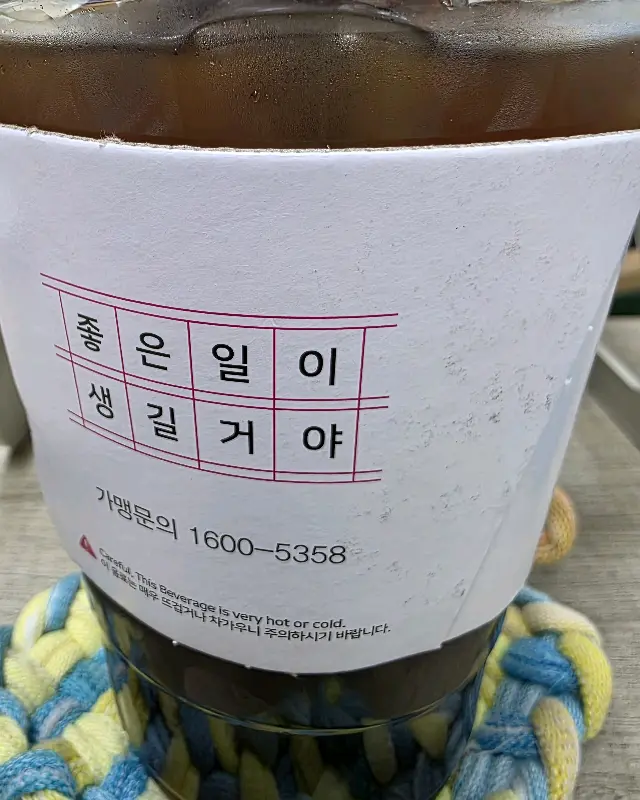 좋은일이
생길거야
가맹문의 1600-5358
Careful. This Beverage is very hot or cold.
이 음료는 매우 뜨겁거나 차가우니 주의하시기 바랍니다.